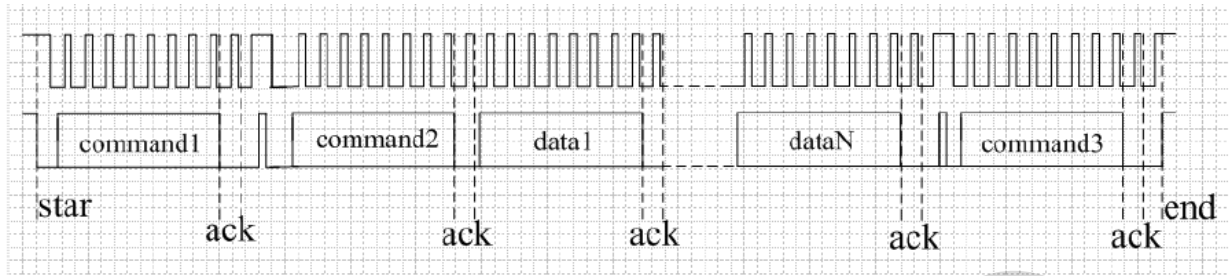 command1 command2 data1 dataN command3
star end
ack ack ack ack ack